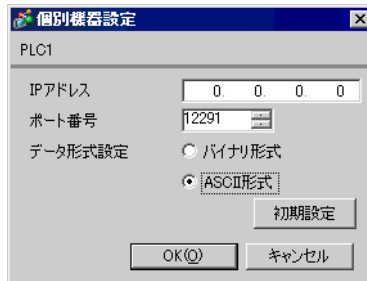 個別機器設定
PLC1
IPアドレス 0. 0. 0. 0
ポート番号 12291
データ形式設定 バイナリ形式
ASCII形式
初期設定
OK(O) キャンセル